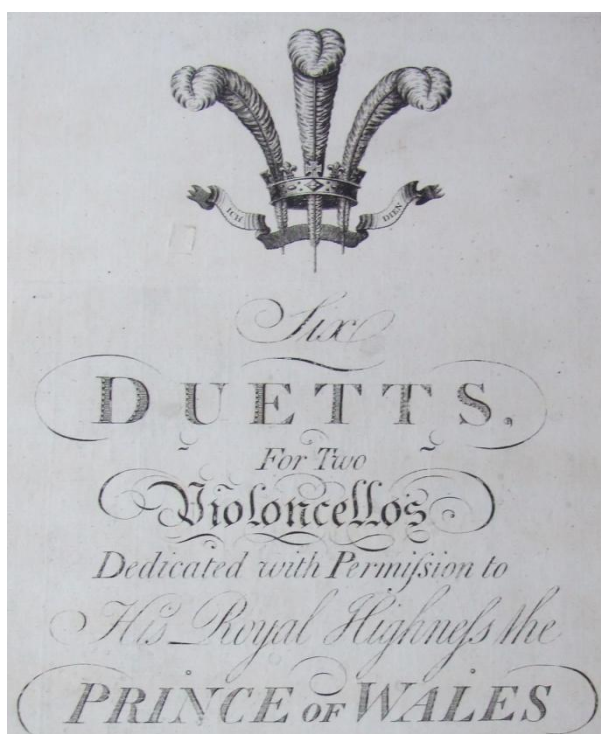 ICH DIEN
Six
DUETTS,
For Two
Violoncellos
Dedicated with Permiſsion to
His Royal Highneſs the
PRINCE OF WALES